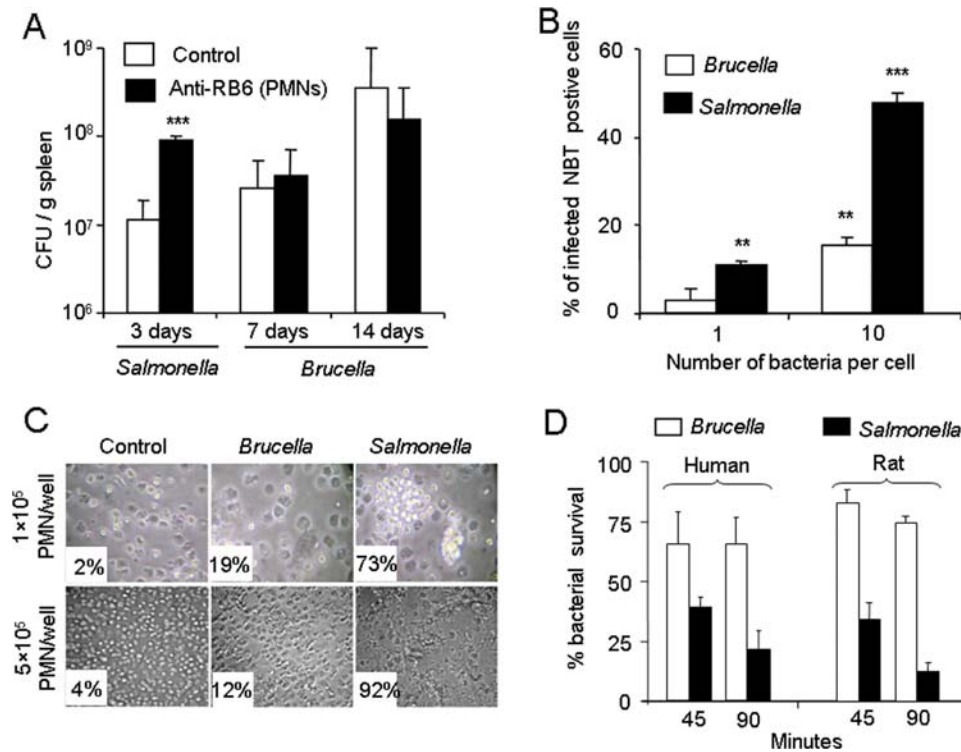 A
Control
Anti-RB6 (PMNs)
CFU / g spleen
10⁹
10⁸
10⁷
10⁶
***
3 days 7 days 14 days
Salmonella Brucella
B
Brucella
Salmonella
% of infected NBT postive cells
60
40
20
0
** ** ***
1 10
Number of bacteria per cell
C
Control Brucella Salmonella
1×10⁵ PMN/well
2% 19% 73%
5×10⁵ PMN/well
4% 12% 92%
D
Brucella Salmonella
Human Rat
% bacterial survival
100
75
50
25
0
45 90 45 90
Minutes